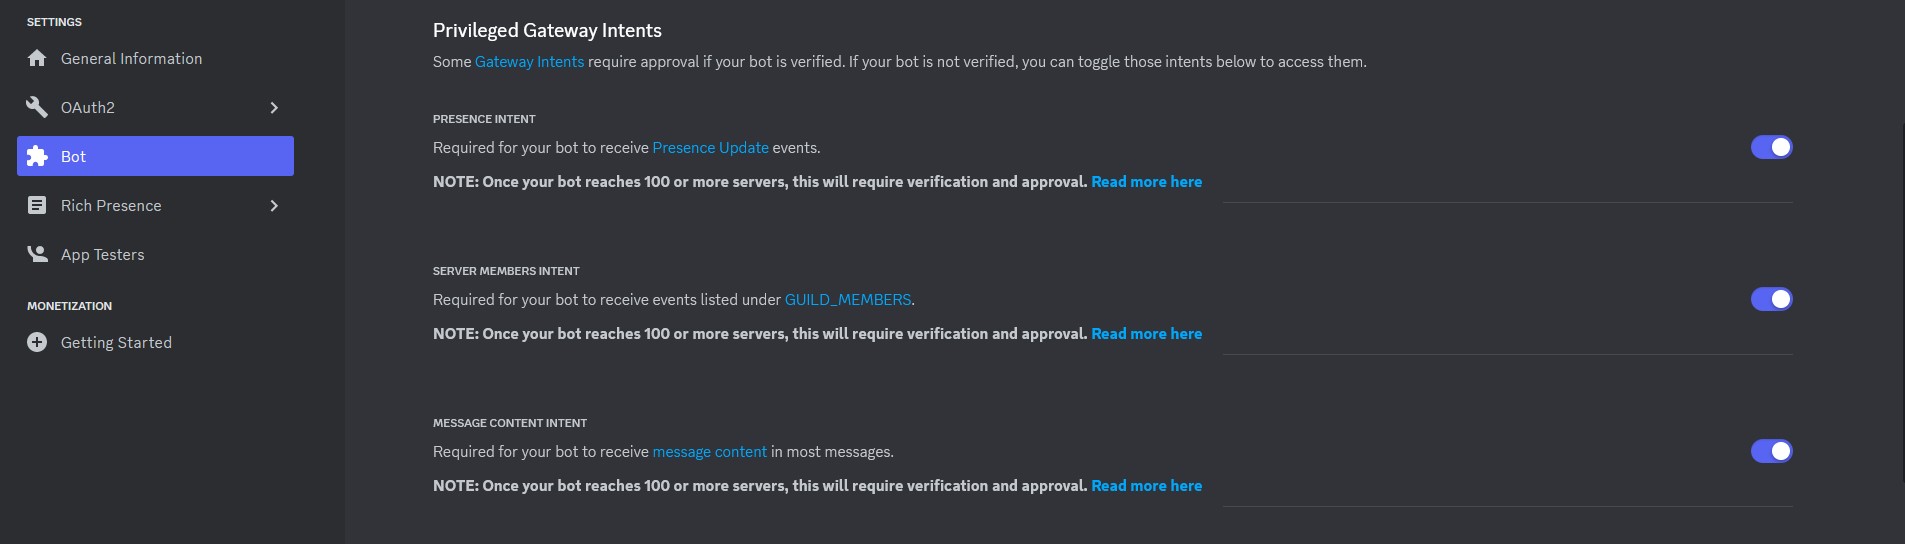 SETTINGS
General Information
OAuth2
Bot
Rich Presence
App Testers
MONETIZATION
Getting Started
Privileged Gateway Intents
Some Gateway Intents require approval if your bot is verified. If your bot is not verified, you can toggle those intents below to access them.
PRESENCE INTENT
Required for your bot to receive Presence Update events.
NOTE: Once your bot reaches 100 or more servers, this will require verification and approval. Read more here
SERVER MEMBERS INTENT
Required for your bot to receive events listed under GUILD_MEMBERS.
NOTE: Once your bot reaches 100 or more servers, this will require verification and approval. Read more here
MESSAGE CONTENT INTENT
Required for your bot to receive message content in most messages.
NOTE: Once your bot reaches 100 or more servers, this will require verification and approval. Read more here